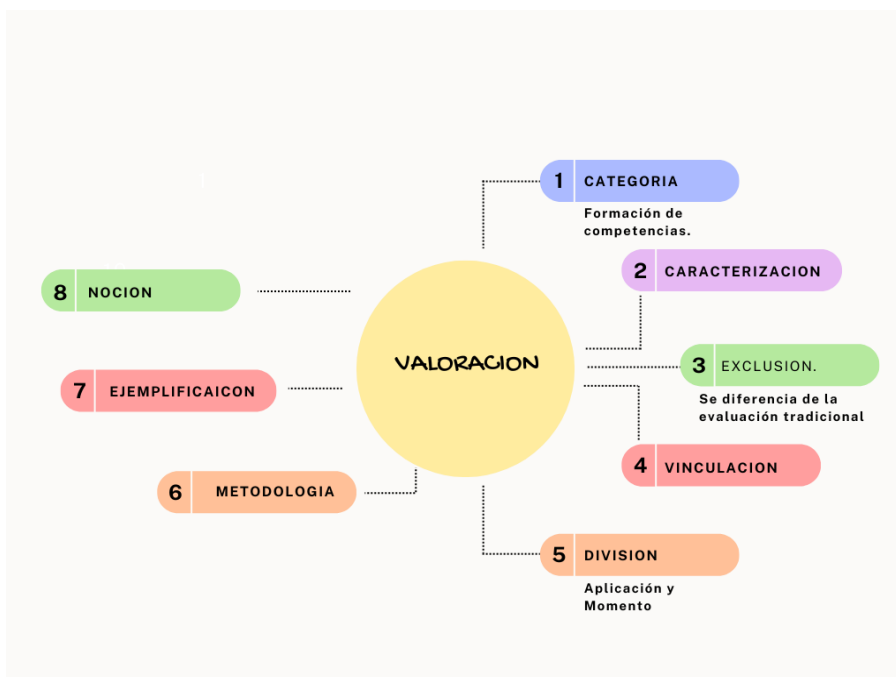 1 CATEGORIA
Formación de
competencias.
2 CARACTERIZACION
VALORACION
3 EXCLUSION.
Se diferencia de la
evaluación tradicional
4 VINCULACION
5 DIVISION
Aplicación y
Momento
6 METODOLOGIA
7 EJEMPLIFICAICON
8 NOCION
1